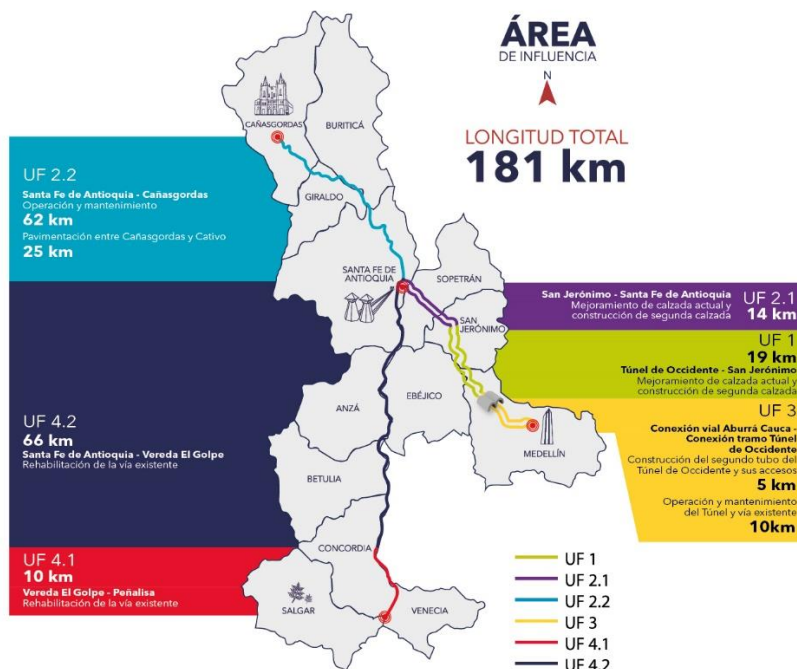 ÁREA
DE INFLUENCIA
N
LONGITUD TOTAL
181 km
CAÑASGORDAS
BURITICÁ
GIRALDO
SANTA FE DE
ANTIOQUIA
SOPETRÁN
SAN
JERÓNIMO
ANZÁ
EBÉJICO
MEDELLÍN
BETULIA
CONCORDIA
SALGAR
VENECIA
UF 2.2
Santa Fe de Antioquia - Cañasgordas
Operación y mantenimiento
62 km
Pavimentación entre Cañasgordas y Cativo
25 km
UF 4.2
66 km
Santa Fe de Antioquia - Vereda El Golpe
Rehabilitación de la vía existente
UF 4.1
10 km
Vereda El Golpe - Peñalisa
Rehabilitación de la vía existente
San Jerónimo - Santa Fe de Antioquia
Mejoramiento de calzada actual y
construcción de segunda calzada
UF 2.1
14 km
UF 1
19 km
Túnel de Occidente - San Jerónimo
Mejoramiento de calzada actual y
construcción de segunda calzada
UF 3
Conexión vial Aburrá Cauca -
Conexión tramo Túnel
de Occidente
Construcción del segundo tubo del
Túnel de Occidente y sus accesos
5 km
Operación y mantenimiento
del Túnel y vía existente
10km
UF 1
UF 2.1
UF 2.2
UF 3
UF 4.1
UF 4.2